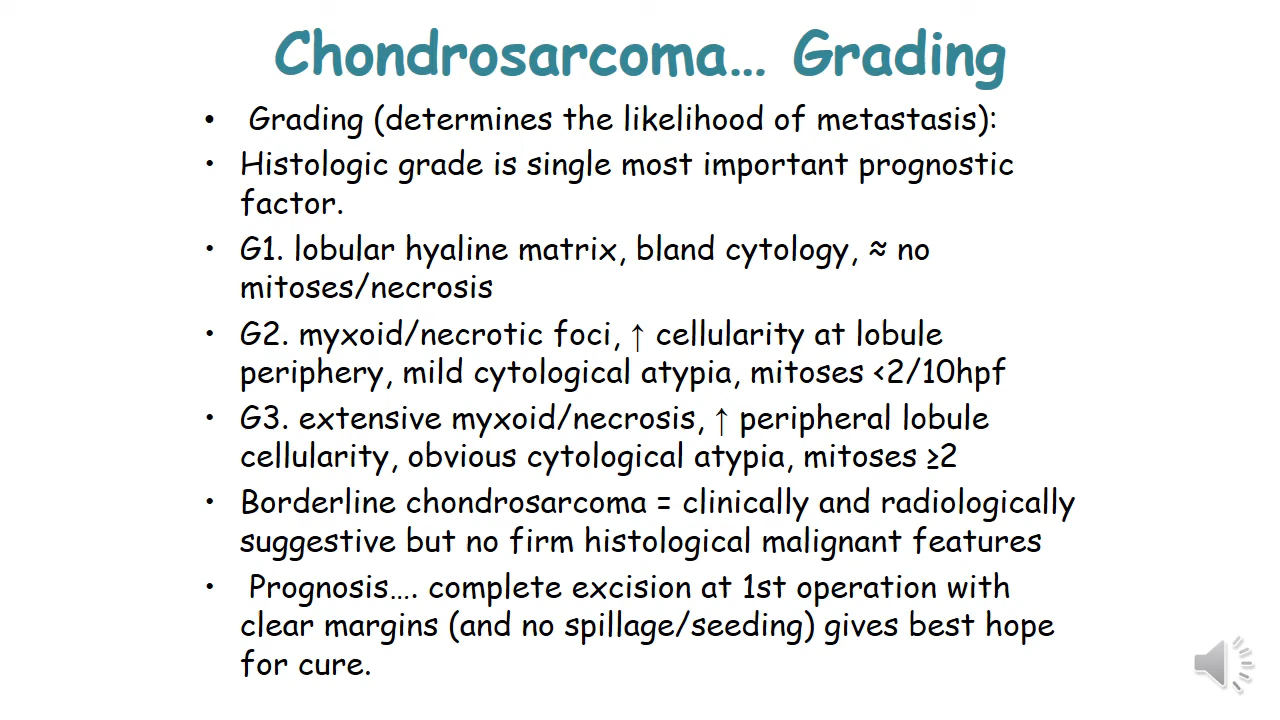 Chondrosarcoma… Grading
• Grading (determines the likelihood of metastasis):
• Histologic grade is single most important prognostic
factor.
• G1. lobular hyaline matrix, bland cytology, ≈ no
mitoses/necrosis
• G2. myxoid/necrotic foci, ↑ cellularity at lobule
periphery, mild cytological atypia, mitoses <2/10hpf
• G3. extensive myxoid/necrosis, ↑ peripheral lobule
cellularity, obvious cytological atypia, mitoses ≥2
• Borderline chondrosarcoma = clinically and radiologically
suggestive but no firm histological malignant features
• Prognosis…. complete excision at 1st operation with
clear margins (and no spillage/seeding) gives best hope
for cure.